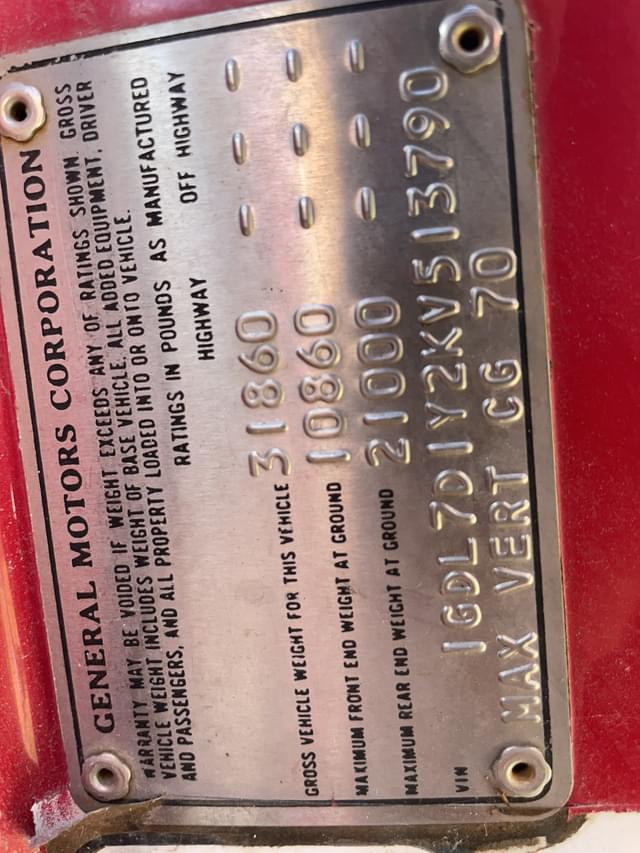 GENERAL MOTORS CORPORATION
WARRANTY MAY BE VOIDED IF WEIGHT EXCEEDS ANY OF RATINGS SHOWN. GROSS
VEHICLE WEIGHT INCLUDES WEIGHT OF BASE VEHICLE, ALL ADDED EQUIPMENT, DRIVER
AND PASSENGERS, AND ALL PROPERTY LOADED INTO OR ONTO VEHICLE.
RATINGS IN POUNDS AS MANUFACTURED
HIGHWAY OFF HIGHWAY
GROSS VEHICLE WEIGHT FOR THIS VEHICLE 31860 - - -
MAXIMUM FRONT END WEIGHT AT GROUND 10860 - - -
MAXIMUM REAR END WEIGHT AT GROUND 21000 - - -
VIN 1GDL7D1Y2KV513790
MAX VERT CG 70